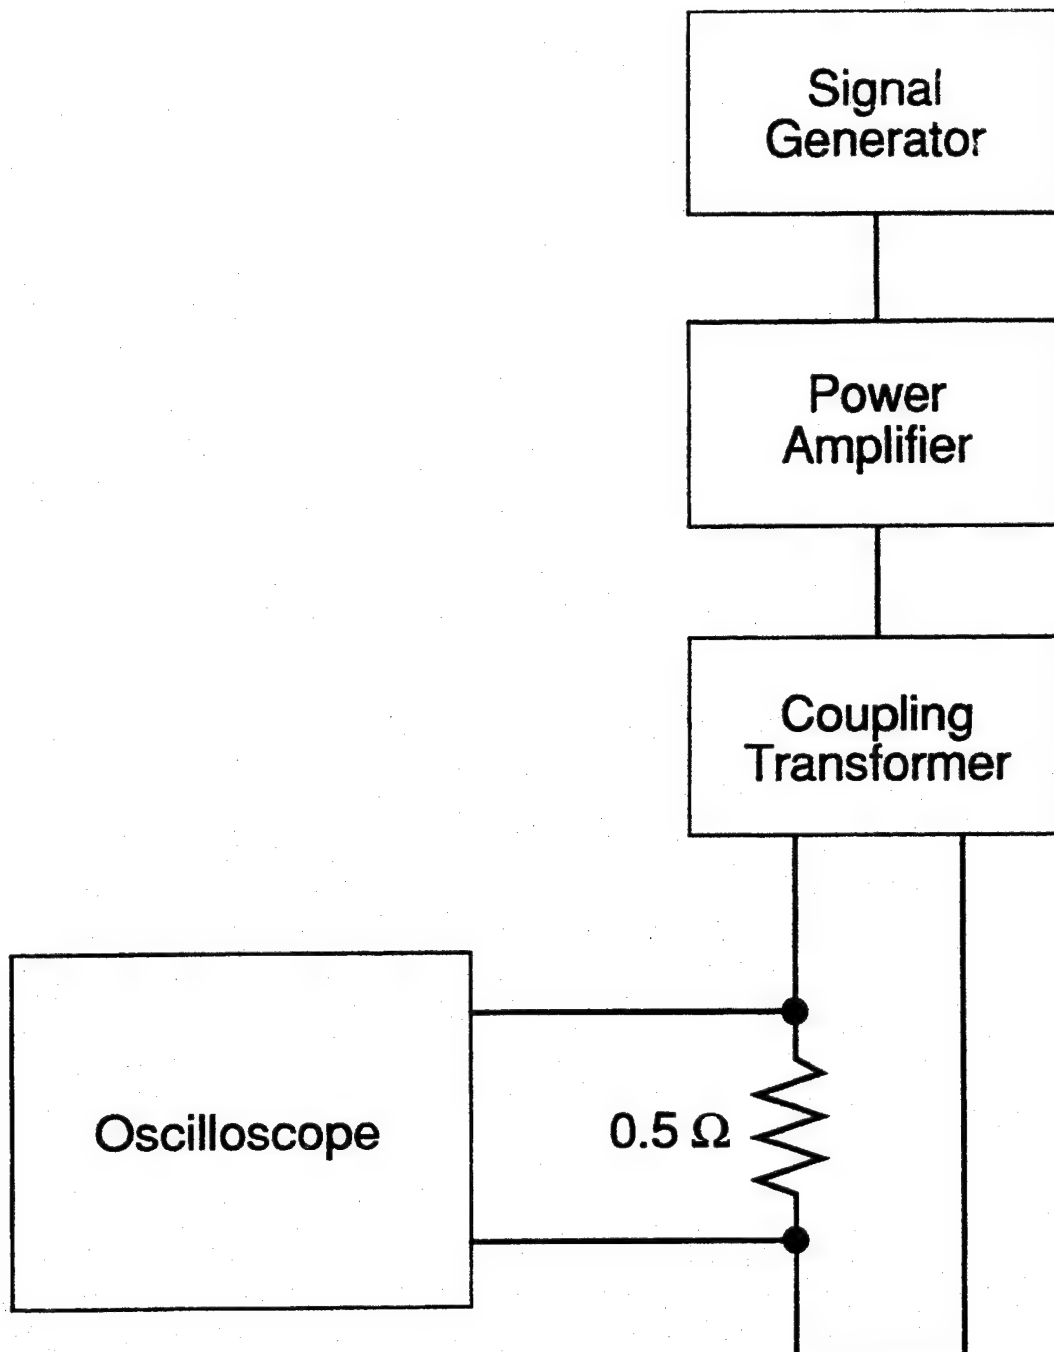 Signal
Generator
Power
Amplifier
Coupling
Transformer
Oscilloscope
0.5 Ω